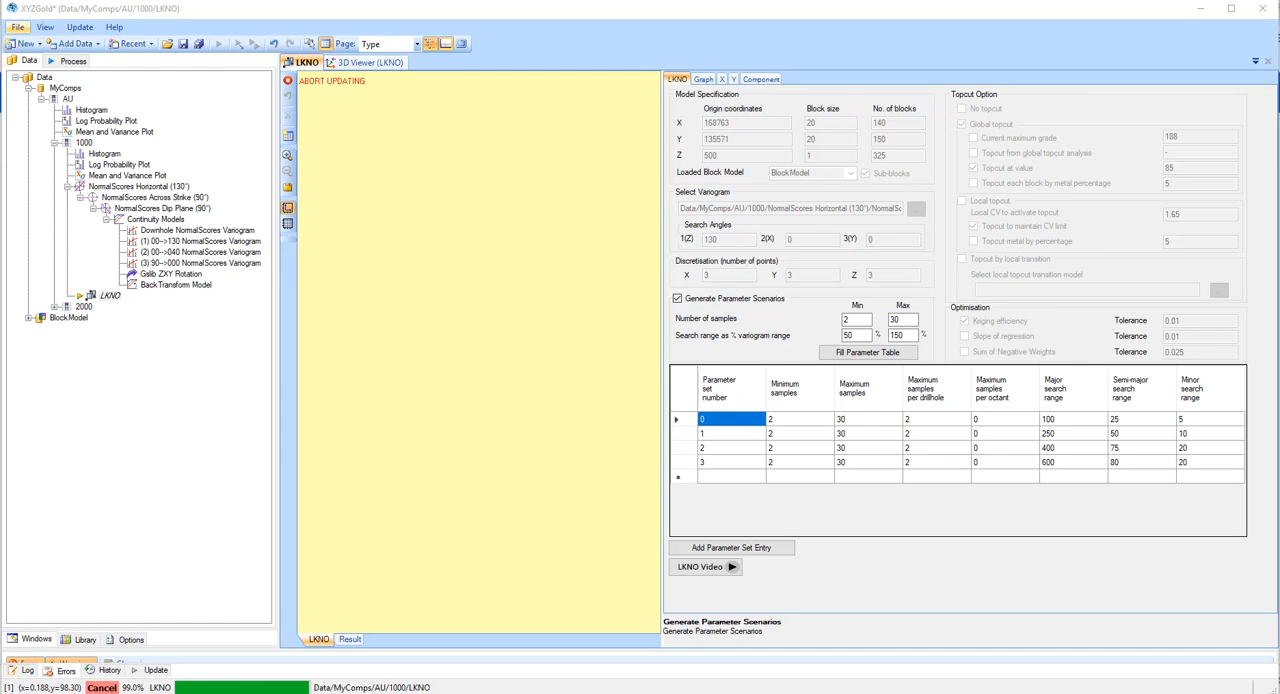 XYZGold* (Data/MyComps/AU/1000/LKNO)
File View Update Help
New Add Data Recent Page: Type
Data Process
LKNO 3D Viewer (LKNO)
Data
MyComps
AU
Histogram
Log Probability Plot
Mean and Variance Plot
1000
Histogram
Log Probability Plot
Mean and Variance Plot
NormalScores Horizontal (130°)
NormalScores Across Strike (90°)
NormalScores Dip Plane (90°)
Continuity Models
Downhole NormalScores Variogram
(1) 00-->130 NormalScores Variogram
(2) 00-->040 NormalScores Variogram
(3) 90-->000 NormalScores Variogram
Gslib ZXY Rotation
BackTransform Model
LKNO
2000
BlockModel
Windows Library Options
ABORT UPDATING
LKNO Result
LKNO Graph X Y Component
Model Specification
Origin coordinates Block size No. of blocks
X 168763 20 140
Y 135571 20 150
Z 500 1 325
Loaded Block Model BlockModel Sub-blocks
Select Variogram
Data/MyComps/AU/1000/NormalScores Horizontal (130°)/NormalSc ...
Search Angles
1(Z) 130 2(X) 0 3(Y) 0
Discretisation (number of points)
X 3 Y 3 Z 3
Generate Parameter Scenarios
Min Max
Number of samples 2 30
Search range as % variogram range 50 % 150 %
Fill Parameter Table
Topcut Option
No topcut
Global topcut
Current maximum grade 188
Topcut from global topcut analysis -
Topcut at value 85
Topcut each block by metal percentage 5
Local topcut
Local CV to activate topcut 1.65
Topcut to maintain CV limit
Topcut metal by percentage 5
Topcut by local transition
Select local topcut transition model
...
Optimisation
Kriging efficiency Tolerance 0.01
Slope of regression Tolerance 0.01
Sum of Negative Weights Tolerance 0.025
Parameter set number Minimum samples Maximum samples Maximum samples per drillhole Maximum samples per octant Major search range Semi-major search range Minor search range
0 2 30 2 0 100 25 5
1 2 30 2 0 250 50 10
2 2 30 2 0 400 75 20
3 2 30 2 0 600 80 20
*
Add Parameter Set Entry
LKNO Video
Generate Parameter Scenarios
Generate Parameter Scenarios
Log Errors History Update
[1] (x=0.188,y=98.30) Cancel 99.0% LKNO Data/MyComps/AU/1000/LKNO